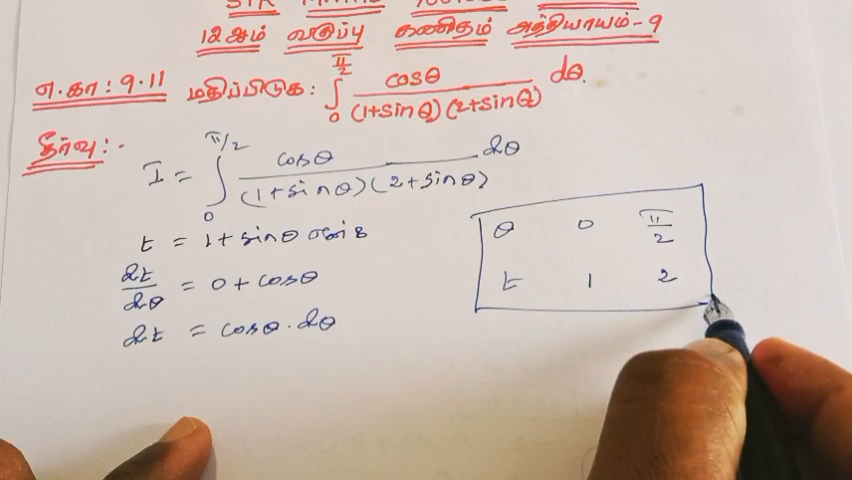 12ஆம் வகுப்பு கணிதம் அத்தியாயம்-9
எ.கா: 9.11 மதிப்பிடுக: ∫₀^(π/2) cosθ / (1+sinθ)(2+sinθ) dθ.
தீர்வு:-
I = ∫₀^(π/2) cosθ / (1+sinθ)(2+sinθ) dθ
t = 1+sinθ என்க
dt/dθ = 0+cosθ
dt = cosθ.dθ
θ 0 π/2
t 1 2